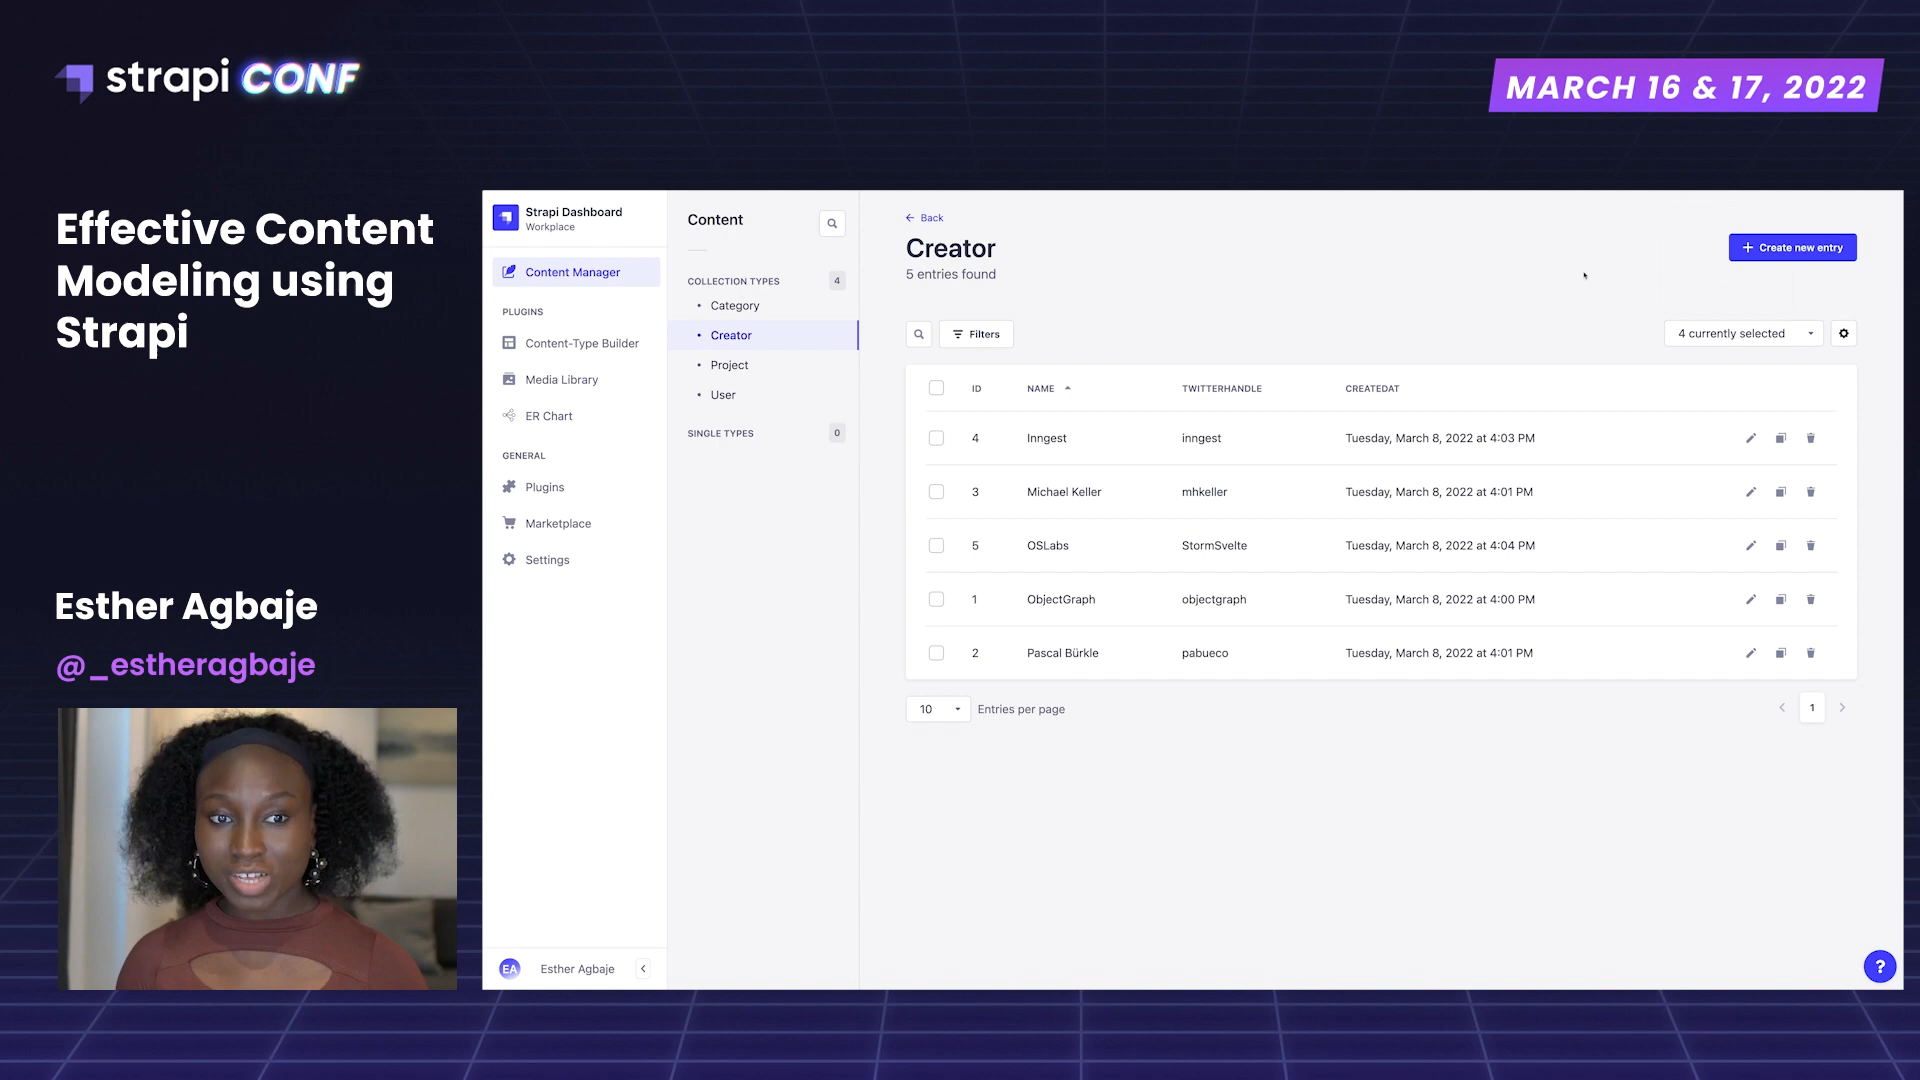 strapi CONF
MARCH 16 & 17, 2022
Effective Content
Modeling using
Strapi
Esther Agbaje
@_estheragbaje
Strapi Dashboard
Workplace
Content Manager
PLUGINS
Content-Type Builder
Media Library
ER Chart
GENERAL
Plugins
Marketplace
Settings
EA Esther Agbaje
Content
COLLECTION TYPES 4
Category
Creator
Project
User
SINGLE TYPES 0
Back
Creator
5 entries found
Create new entry
Filters
4 currently selected
ID NAME TWITTERHANDLE CREATEDAT
4 Inngest inngest Tuesday, March 8, 2022 at 4:03 PM
3 Michael Keller mhkeller Tuesday, March 8, 2022 at 4:01 PM
5 OSLabs StormSvelte Tuesday, March 8, 2022 at 4:04 PM
1 ObjectGraph objectgraph Tuesday, March 8, 2022 at 4:00 PM
2 Pascal Bürkle pabueco Tuesday, March 8, 2022 at 4:01 PM
10 Entries per page
1
?